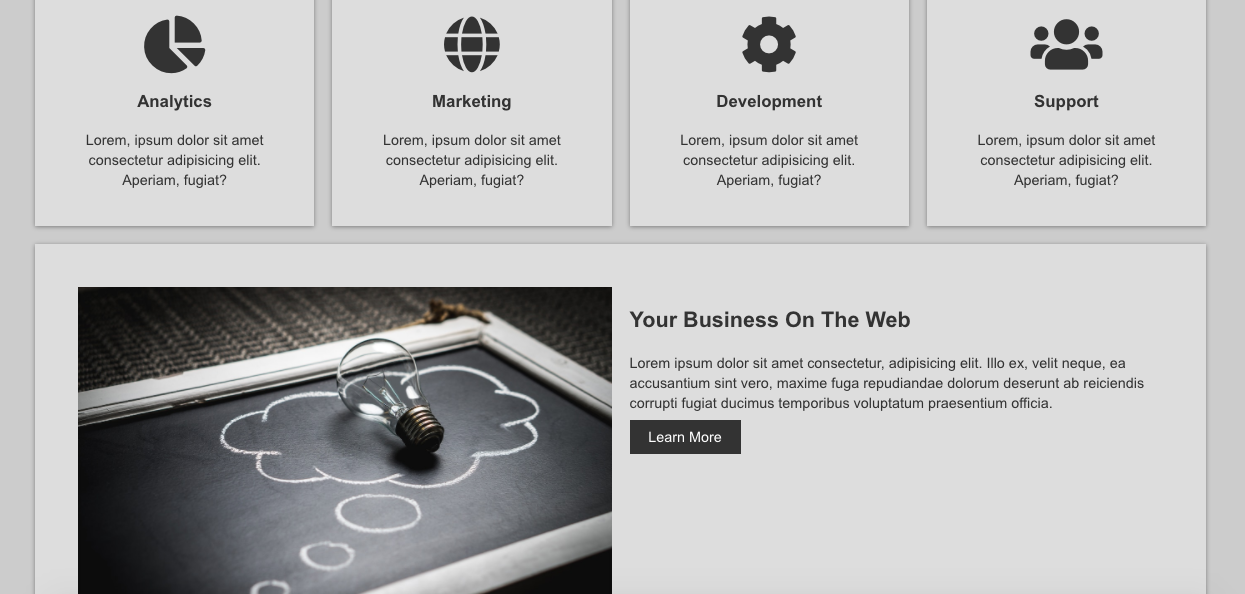 Analytics
Lorem, ipsum dolor sit amet
consectetur adipisicing elit.
Aperiam, fugiat?
Marketing
Lorem, ipsum dolor sit amet
consectetur adipisicing elit.
Aperiam, fugiat?
Development
Lorem, ipsum dolor sit amet
consectetur adipisicing elit.
Aperiam, fugiat?
Support
Lorem, ipsum dolor sit amet
consectetur adipisicing elit.
Aperiam, fugiat?
Your Business On The Web
Lorem ipsum dolor sit amet consectetur, adipisicing elit. Illo ex, velit neque, ea
accusantium sint vero, maxime fuga repudiandae dolorum deserunt ab reiciendis
corrupti fugiat ducimus temporibus voluptatum praesentium officia.
Learn More